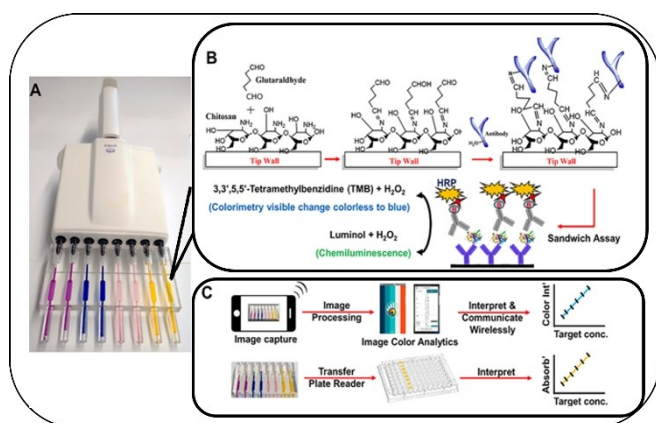 A
B
CHO
Glutaraldhyde
CHO
+
Chitosan
Tip Wall
Tip Wall
Antibody
Tip Wall
3,3',5,5'-Tetramethylbenzidine (TMB) + H2O2
(Colorimetry visible change colorless to blue)
Luminol + H2O2
(Chemiluminescence)
HRP
Sandwich Assay
C
Image capture
Image
Processing
Image Color Analytics
Interpret &
Communicate
Wirelessly
Color Int'
Target conc.
Transfer
Plate Reader
Interpret
Absorb'
Target conc.